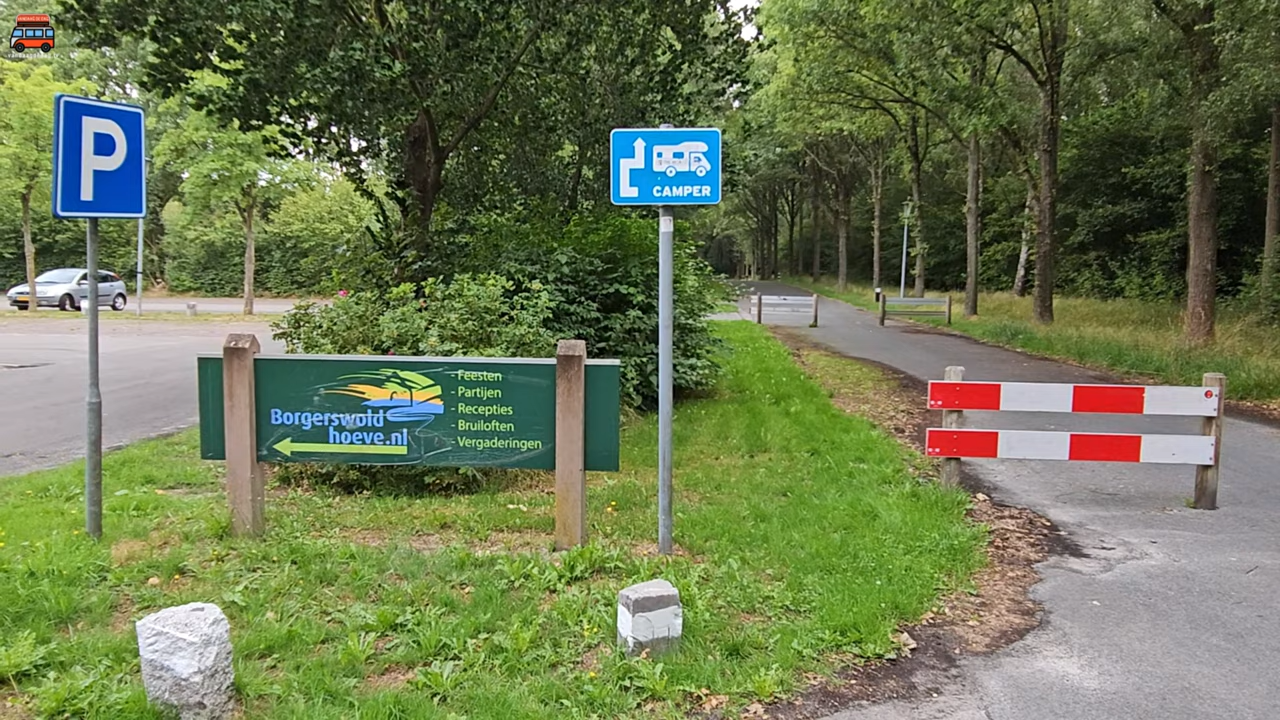 P
CAMPER
Borgerswold
hoeve.nl
- Feesten
- Partijen
- Recepties
- Bruiloften
- Vergaderingen